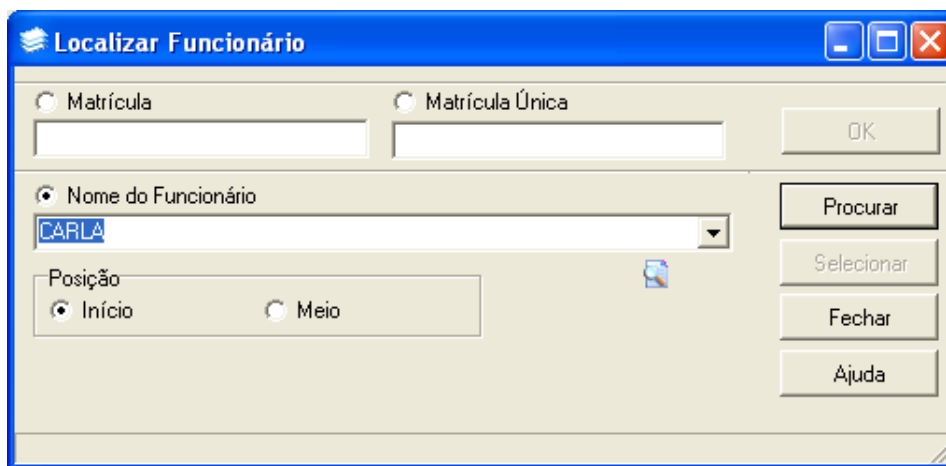 Localizar Funcionário
Matrícula
Matrícula Única
OK
Nome do Funcionário
Procurar
CARLA
Selecionar
Posição
Início
Meio
Fechar
Ajuda